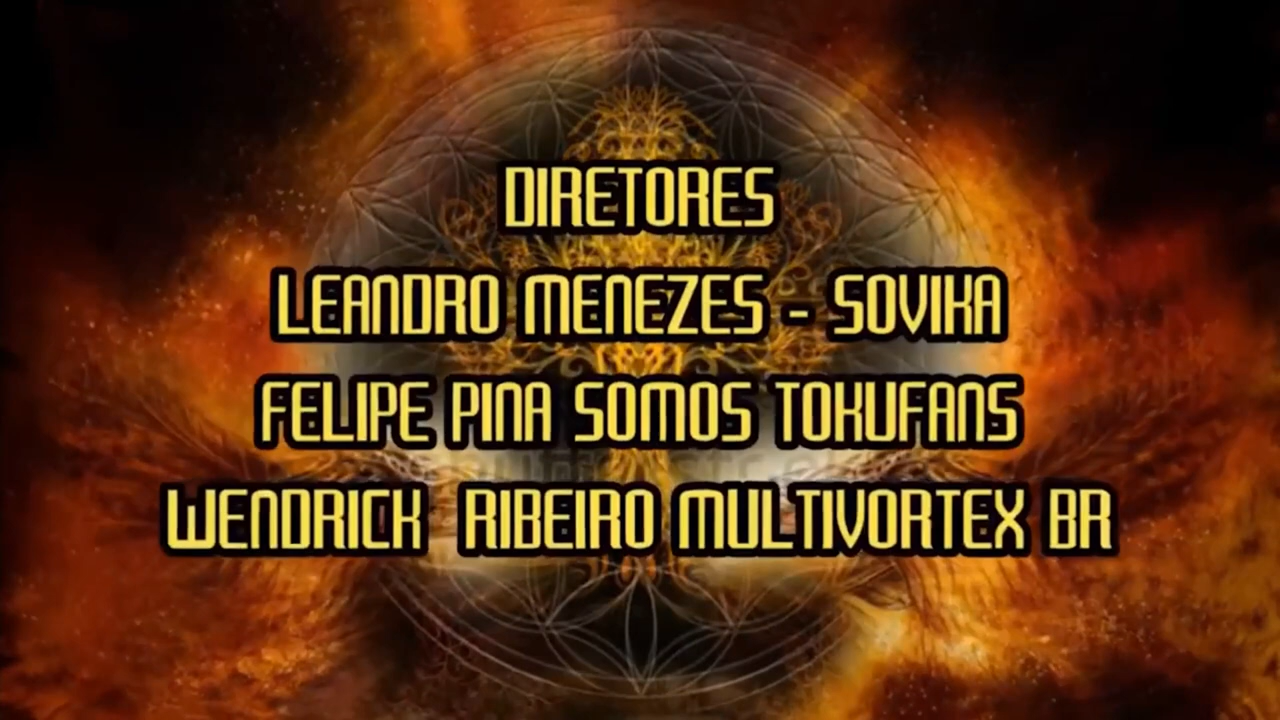 DIRETORES
LEANDRO MENEZES - SOVIKA
FELIPE PINA SOMOS TOKUFANS
WENDRICK RIBEIRO MULTIVORTEX BR